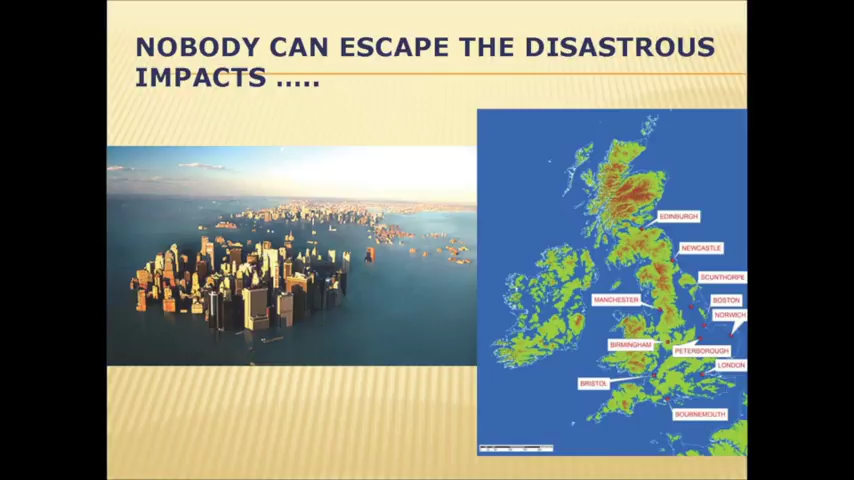 NOBODY CAN ESCAPE THE DISASTROUS
IMPACTS .....
EDINBURGH
NEWCASTLE
SCUNTHORPE
MANCHESTER
BOSTON
NORWICH
BIRMINGHAM
PETERBOROUGH
LONDON
BRISTOL
BOURNEMOUTH